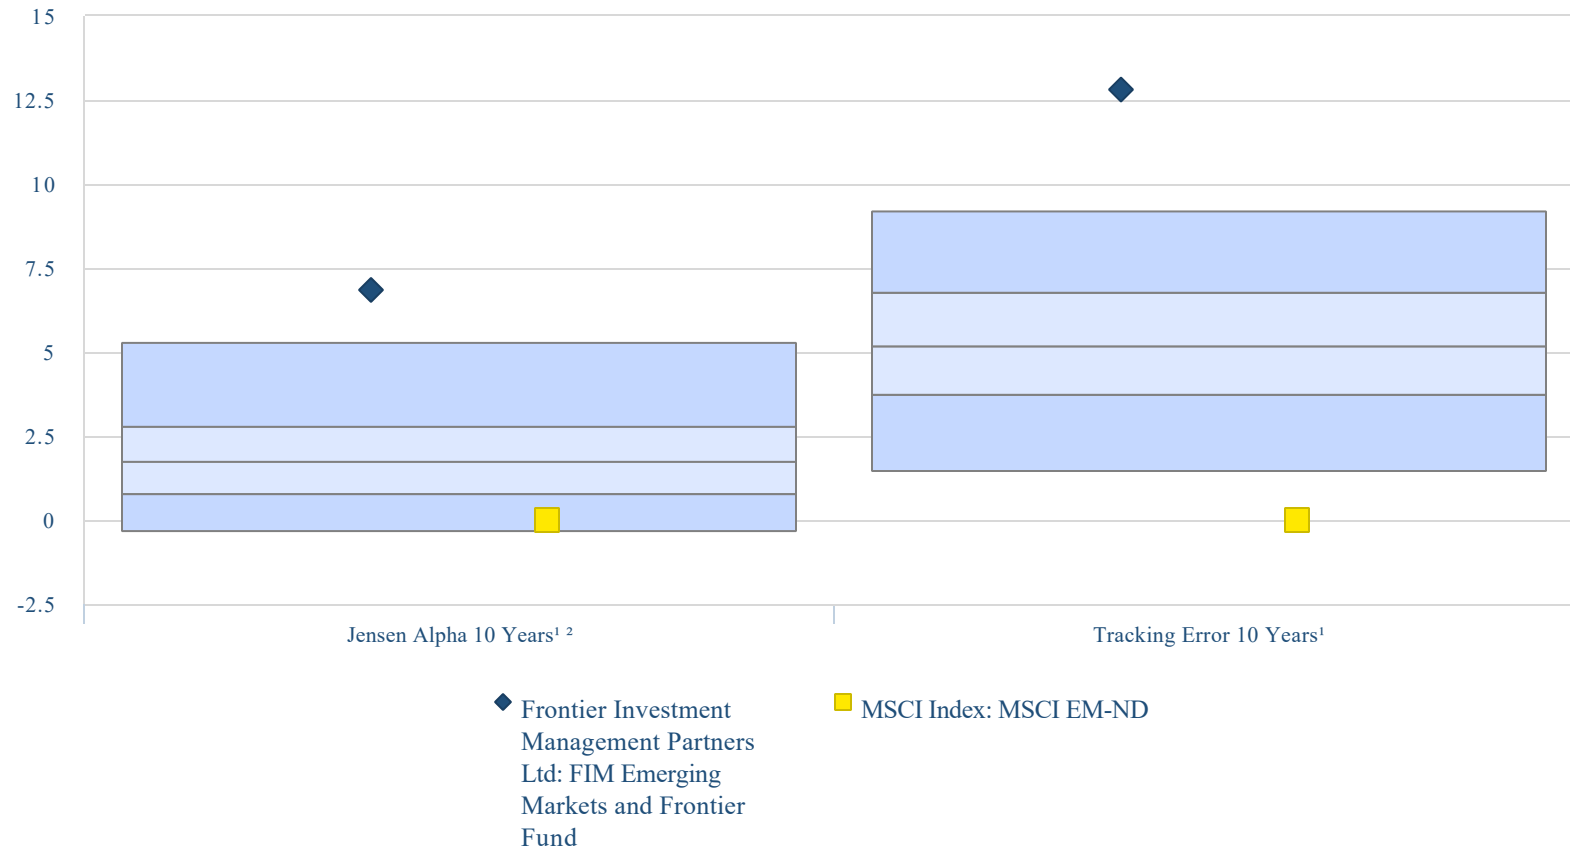 15
12.5
10
7.5
5
2.5
0
-2.5
Jensen Alpha 10 Years¹ ²
Tracking Error 10 Years¹
Frontier Investment
Management Partners
Ltd: FIM Emerging
Markets and Frontier
Fund
MSCI Index: MSCI EM-ND